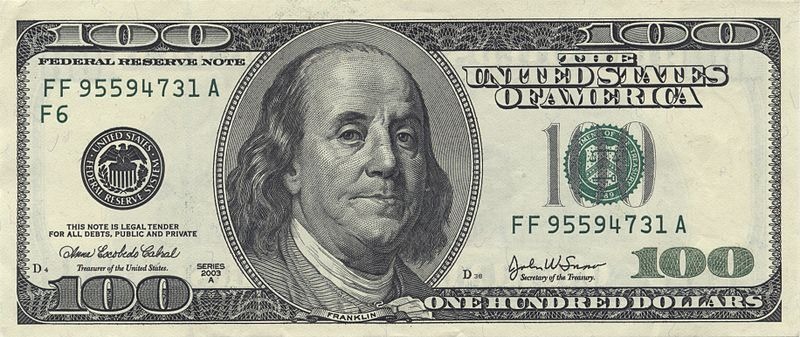 100
100
FEDERAL RESERVE NOTE
THE
UNITED STATES
OF AMERICA
FF 95594731 A
F6
UNITED STATES
FEDERAL RESERVE SYSTEM
100
FF 95594731 A
THIS NOTE IS LEGAL TENDER
FOR ALL DEBTS, PUBLIC AND PRIVATE
Anna Escobedo Cabral
Treasurer of the United States.
SERIES
2003
A
D 4
D 38
John W. Snow
Secretary of the Treasury.
100
100
FRANKLIN
ONE HUNDRED DOLLARS